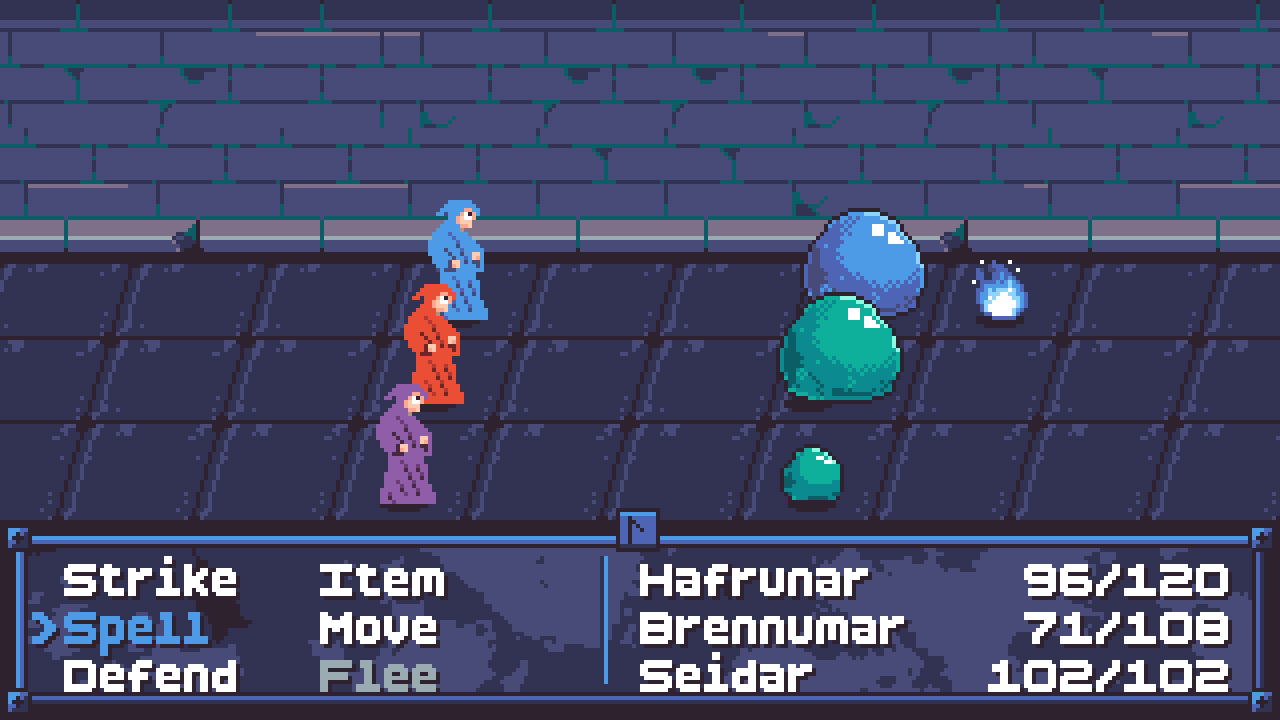 Strike Item
>Spell Move
Defend Flee
Hafrunar 96/120
Brennumar 71/108
Seidar 102/102